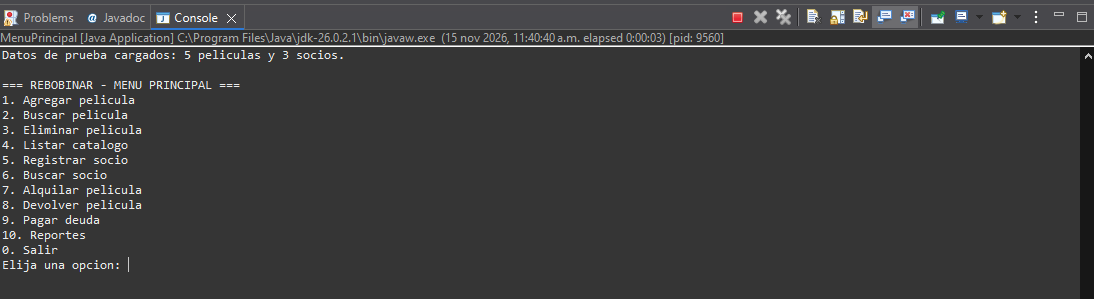 Problems Javadoc Console
MenuPrincipal [Java Application] C:\Program Files\Java\jdk-26.0.2.1\bin\javaw.exe (15 nov 2026, 11:40:40 a.m. elapsed 0:00:03) [pid: 9560]
Datos de prueba cargados: 5 peliculas y 3 socios.
=== REBOBINAR - MENU PRINCIPAL ===
1. Agregar pelicula
2. Buscar pelicula
3. Eliminar pelicula
4. Listar catalogo
5. Registrar socio
6. Buscar socio
7. Alquilar pelicula
8. Devolver pelicula
9. Pagar deuda
10. Reportes
0. Salir
Elija una opcion: